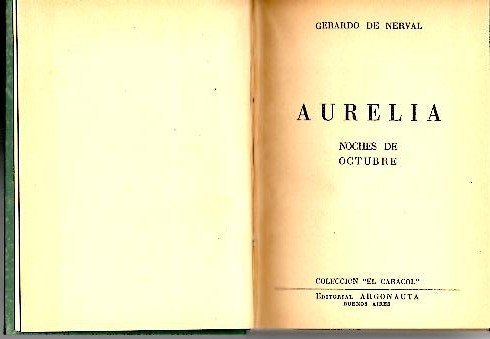 GERARDO DE NERVAL
AURELIA
NOCHES DE
OCTUBRE
COLECCION "EL CARACOL"
EDITORIAL ARGONAUTA
BUENOS AIRES